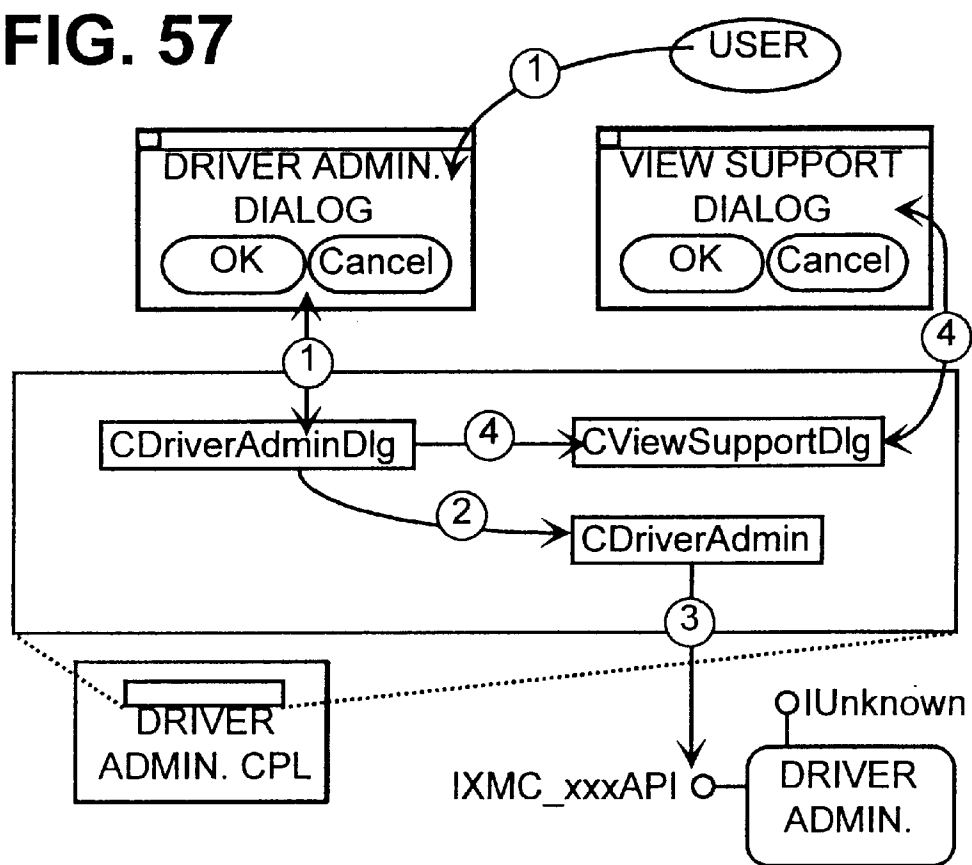 FIG. 57
USER
1
DRIVER ADMIN.
DIALOG
OK
Cancel
VIEW SUPPORT
DIALOG
OK
Cancel
1
4
CDriverAdminDlg
4
CViewSupportDlg
2
CDriverAdmin
3
DRIVER
ADMIN. CPL
IUnknown
IXMC_xxxAPI
DRIVER
ADMIN.